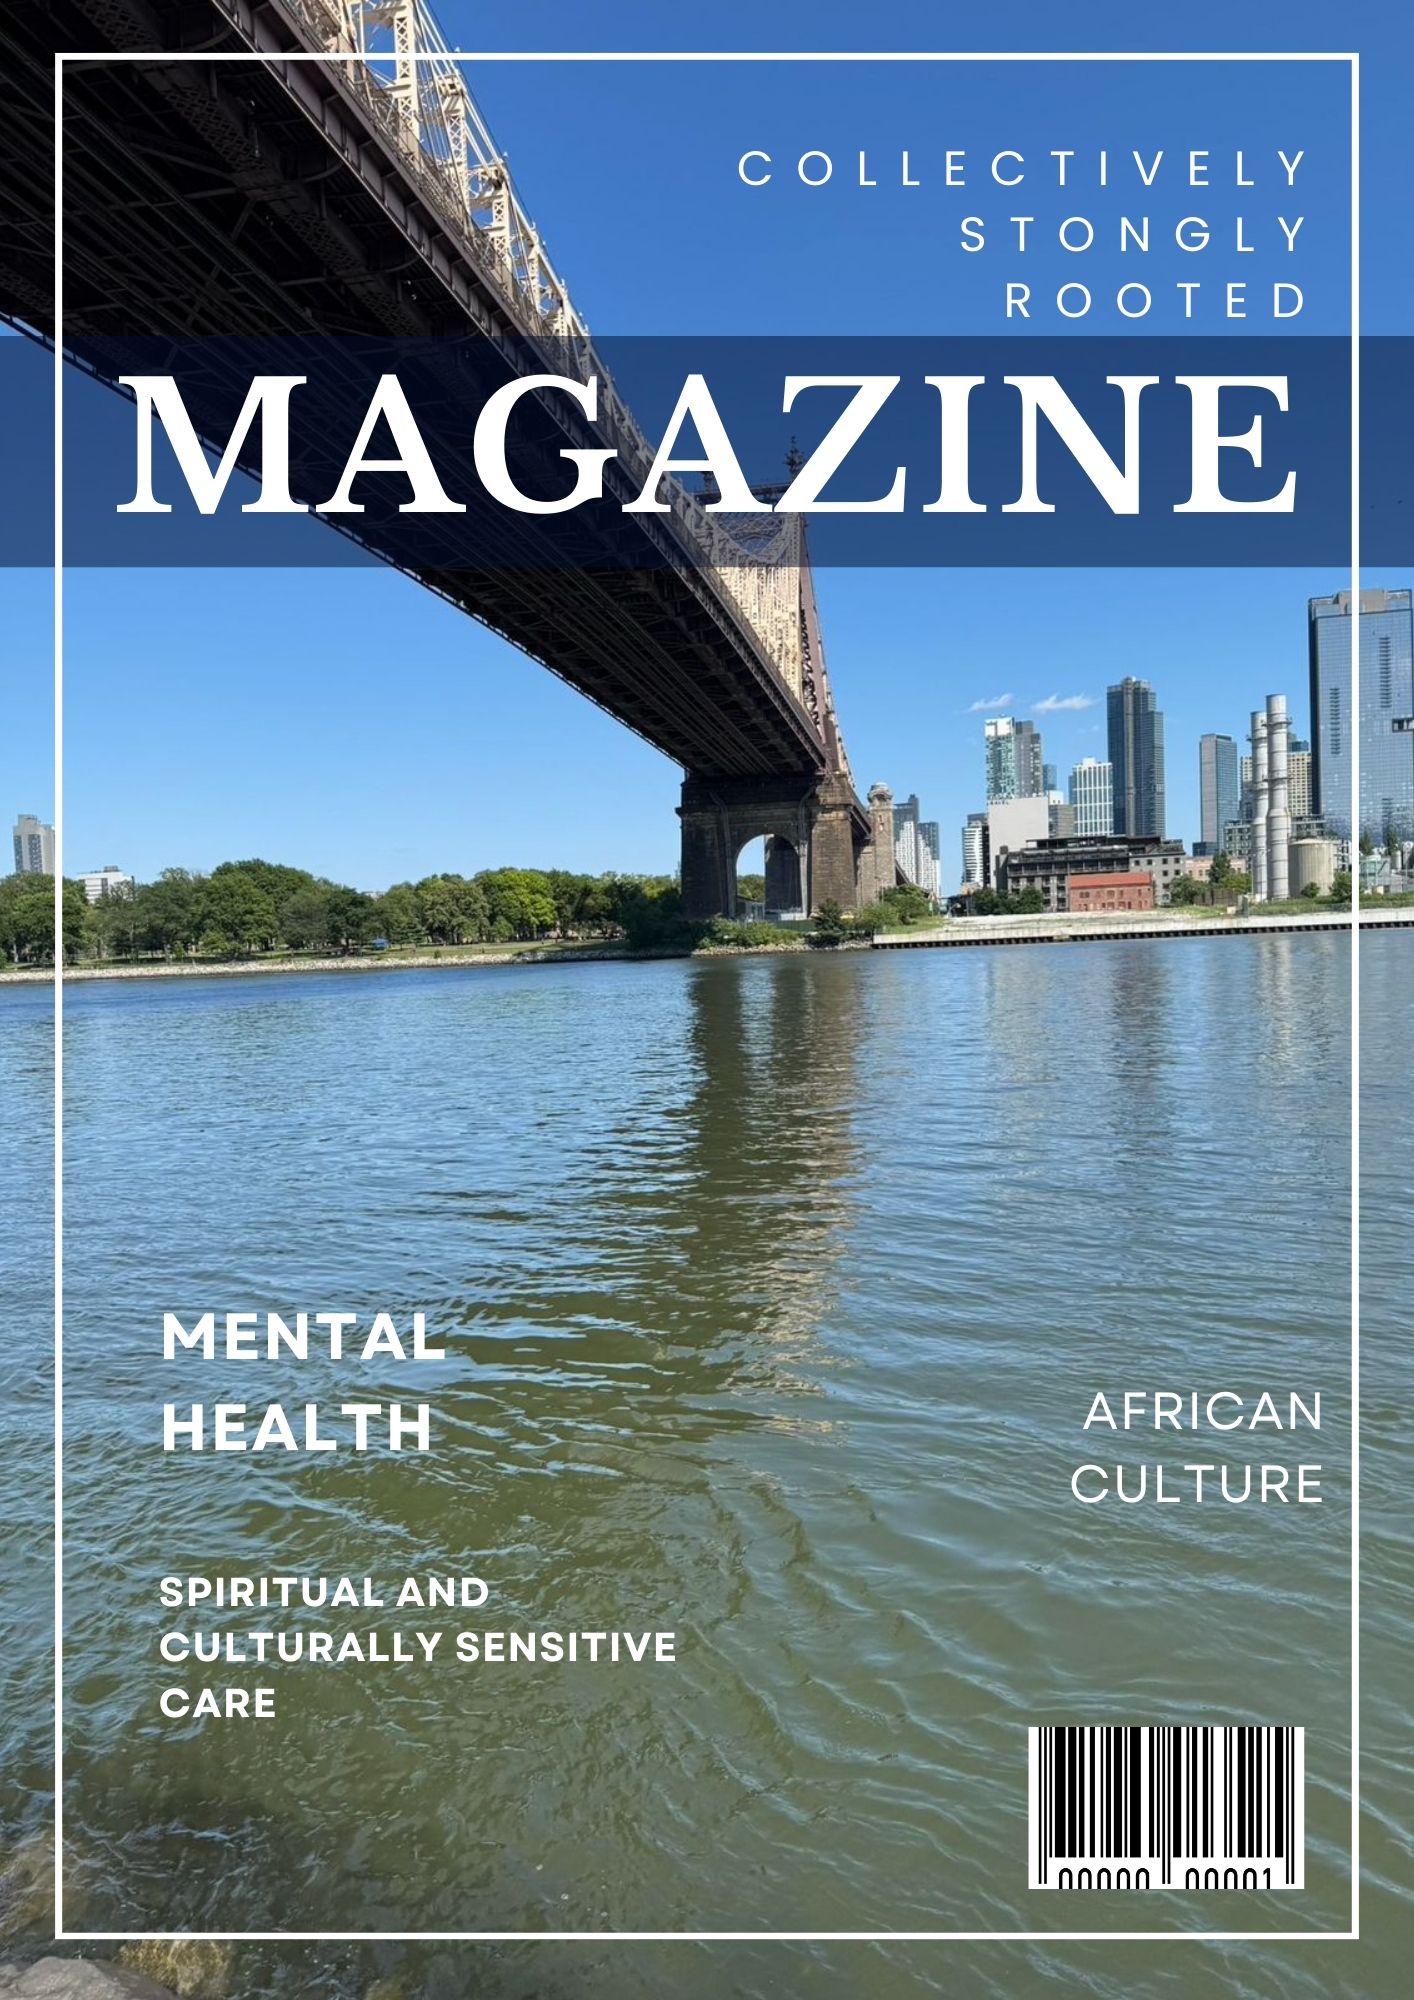 COLLECTIVELY
STONGLY
ROOTED
MAGAZINE
MENTAL
HEALTH
AFRICAN
CULTURE
SPIRITUAL AND
CULTURALLY SENSITIVE
CARE
00000 00001